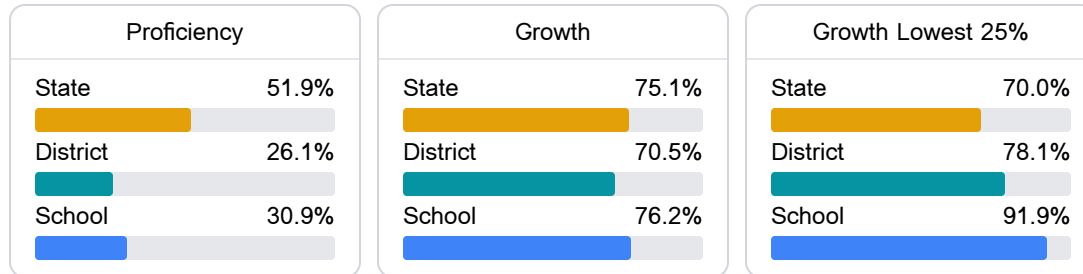 Proficiency
State 51.9%
District 26.1%
School 30.9%
Growth
State 75.1%
District 70.5%
School 76.2%
Growth Lowest 25%
State 70.0%
District 78.1%
School 91.9%